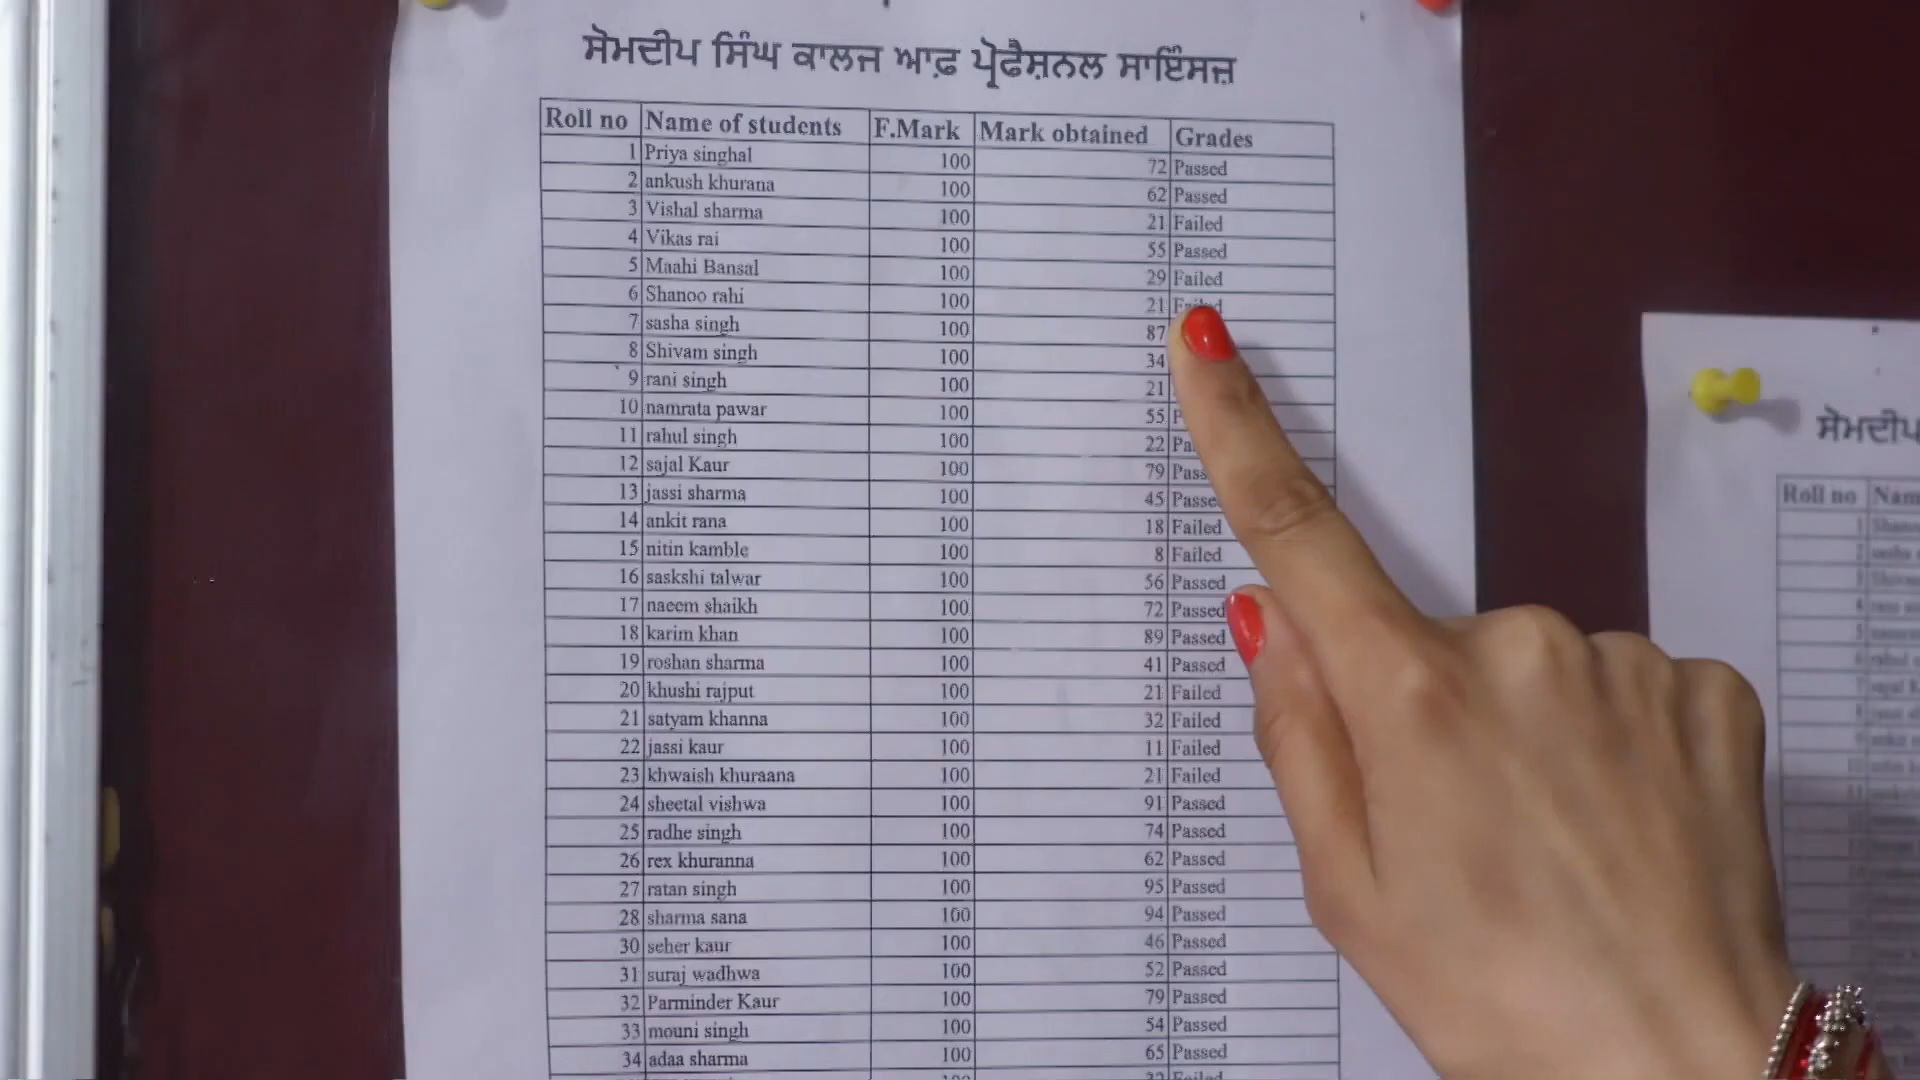 ਸੋਮਦੀਪ ਸਿੰਘ ਕਾਲਜ ਆਫ਼ ਪ੍ਰੋਫੈਸ਼ਨਲ ਸਾਇੰਸਜ਼
Roll no Name of students F.Mark Mark obtained Grades
1 Priya singhal 100 72 Passed
2 ankush khurana 100 62 Passed
3 Vishal sharma 100 21 Failed
4 Vikas rai 100 55 Passed
5 Maahi Bansal 100 29 Failed
6 Shanoo rahi 100 21 Failed
7 sasha singh 100 87
8 Shivam singh 100 34
9 rani singh 100 21
10 namrata pawar 100 55
11 rahul singh 100 22
12 sajal Kaur 100 79
13 jassi sharma 100 45 Passe
14 ankit rana 100 18 Failed
15 nitin kamble 100 8 Failed
16 saskshi talwar 100 56 Passed
17 naeem shaikh 100 72 Passed
18 karim khan 100 89 Passed
19 roshan sharma 100 41 Passed
20 khushi rajput 100 21 Failed
21 satyam khanna 100 32 Failed
22 jassi kaur 100 11 Failed
23 khwaish khuraana 100 21 Failed
24 sheetal vishwa 100 91 Passed
25 radhe singh 100 74 Passed
26 rex khuranna 100 62 Passed
27 ratan singh 100 95 Passed
28 sharma sana 100 94 Passed
30 seher kaur 100 46 Passed
31 suraj wadhwa 100 52 Passed
32 Parminder Kaur 100 79 Passed
33 mouni singh 100 54 Passed
34 adaa sharma 100 65 Passed
ਸੋਮਦੀਪ
Roll no